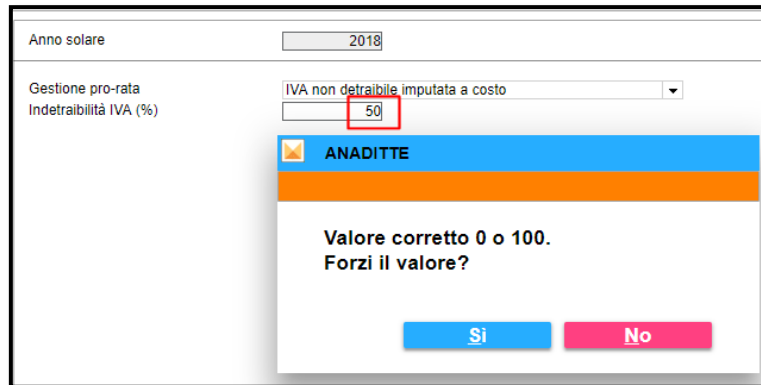 Anno solare 2018
Gestione pro-rata IVA non detraibile imputata a costo
Indetraibilità IVA (%) 50
ANADITTE
Valore corretto 0 o 100.
Forzi il valore?
Sì No